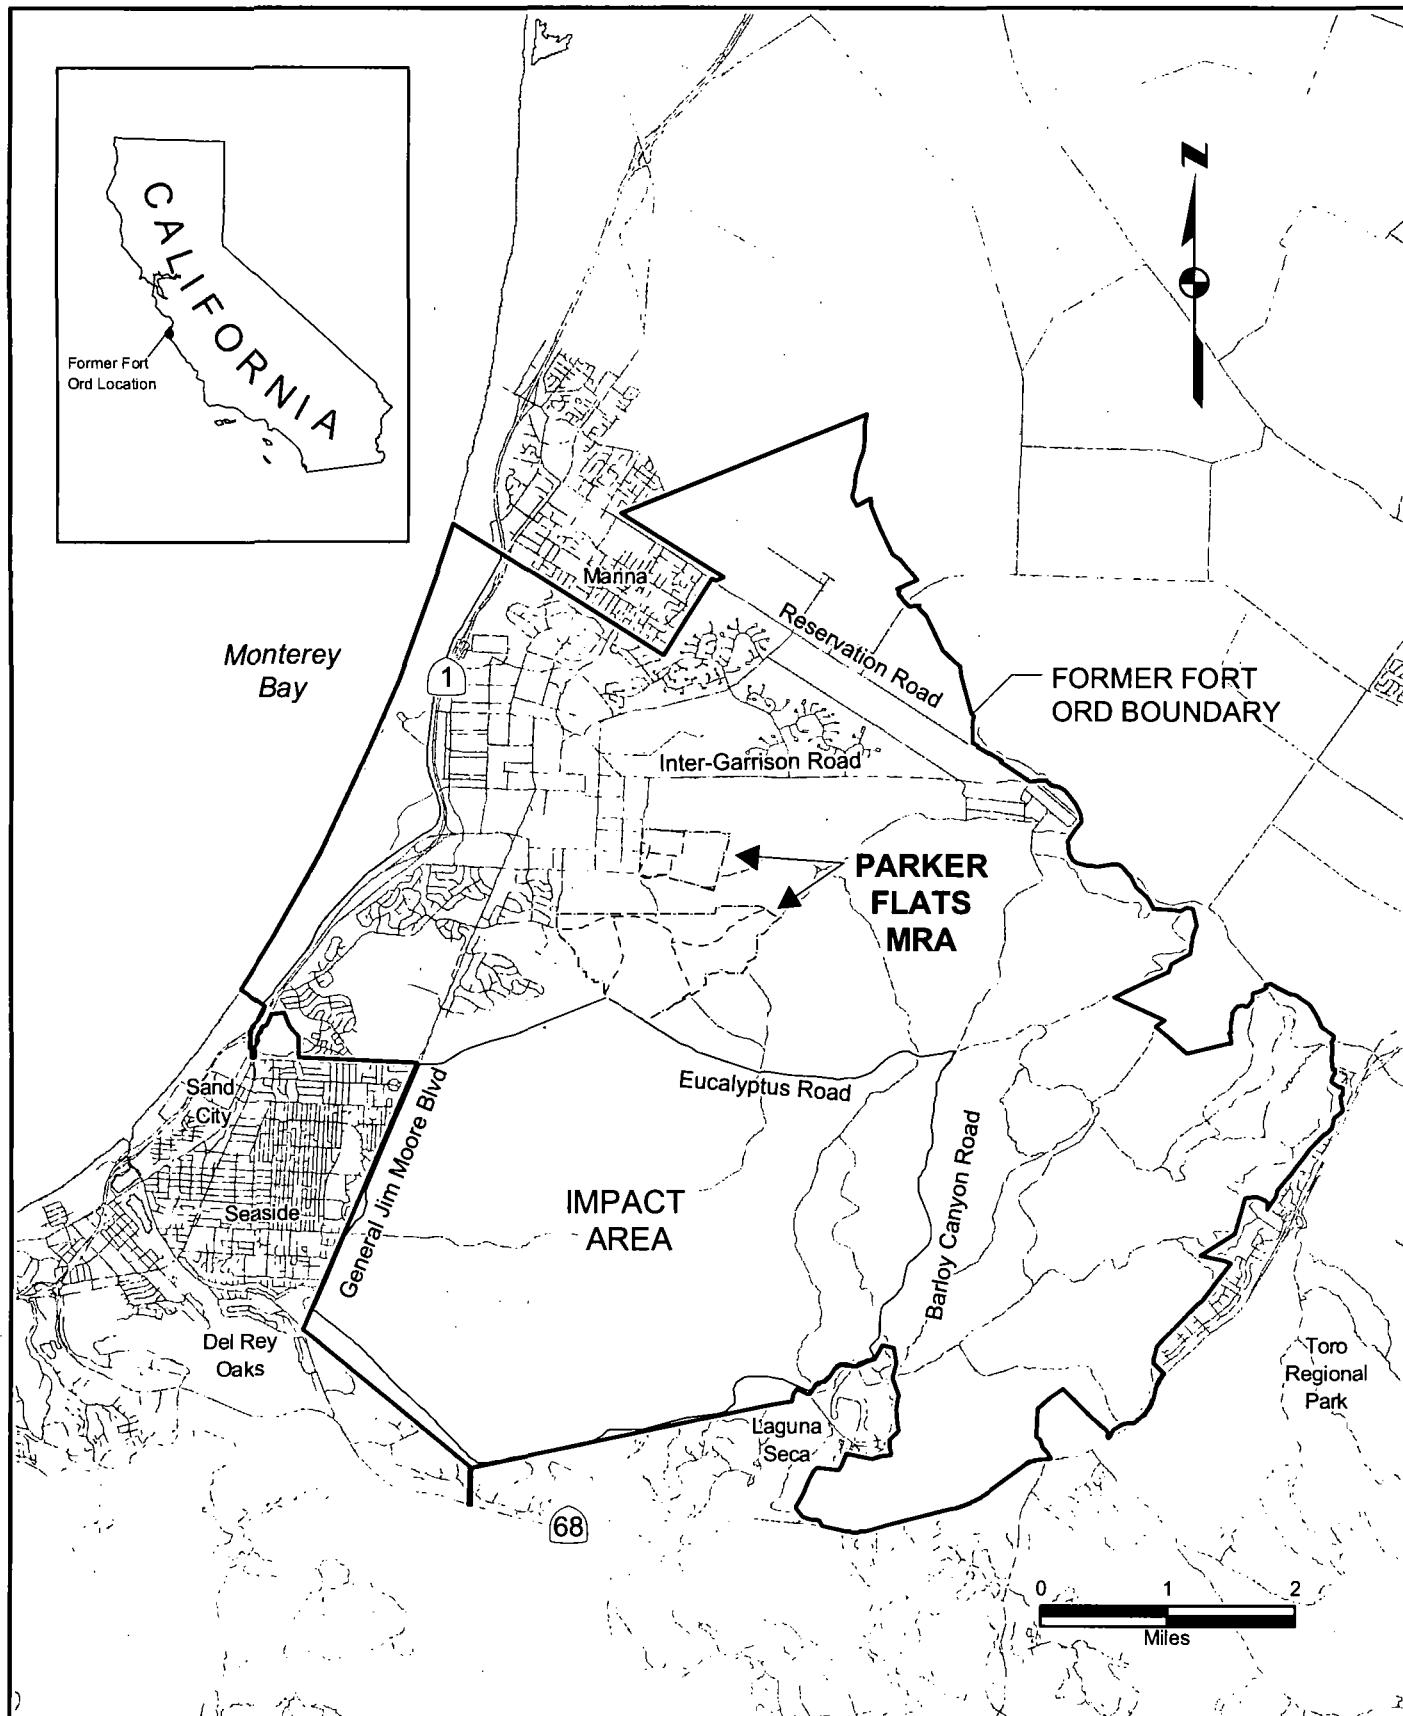 N
CALIFORNIA
Former Fort
Ord Location
Marina
Monterey
Bay
1
Reservation Road
FORMER FORT
ORD BOUNDARY
Inter-Garrison Road
PARKER
FLATS
MRA
Eucalyptus Road
Sand
City
General Jim Moore Blvd
Seaside
IMPACT
AREA
Barloy Canyon Road
Del Rey
Oaks
Toro
Regional
Park
Laguna
Seca
68
0 1 2
Miles